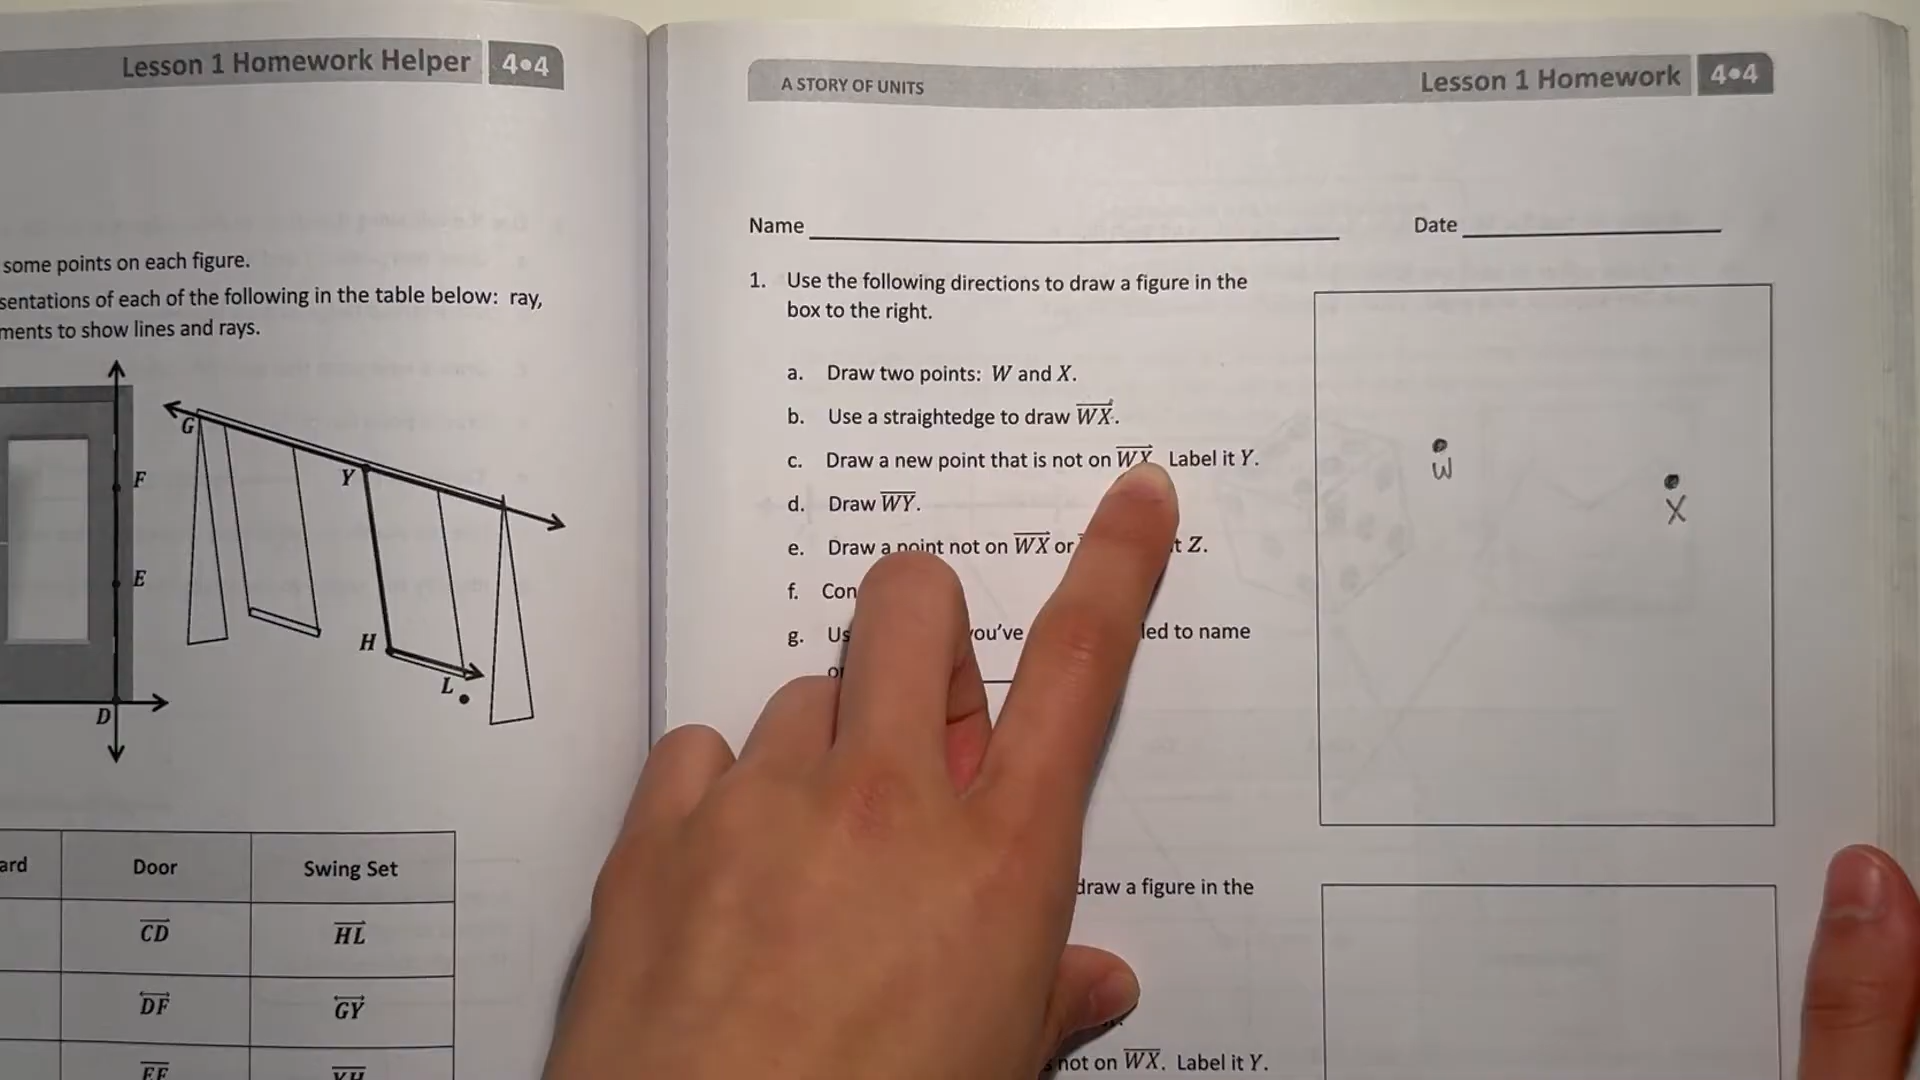 Lesson 1 Homework Helper 4•4
some points on each figure.
sentations of each of the following in the table below: ray,
ments to show lines and rays.
G
F
Y
E
H
L
D
ard Door Swing Set
CD HL
DF GY
EF YH
A STORY OF UNITS Lesson 1 Homework 4•4
Name Date
1. Use the following directions to draw a figure in the
box to the right.
a. Draw two points: W and X.
b. Use a straightedge to draw WX.
c. Draw a new point that is not on WX Label it Y.
d. Draw WY.
e. Draw a point not on WX or t Z.
f. Con
g. Us you've led to name
W
X
draw a figure in the
not on WX. Label it Y.